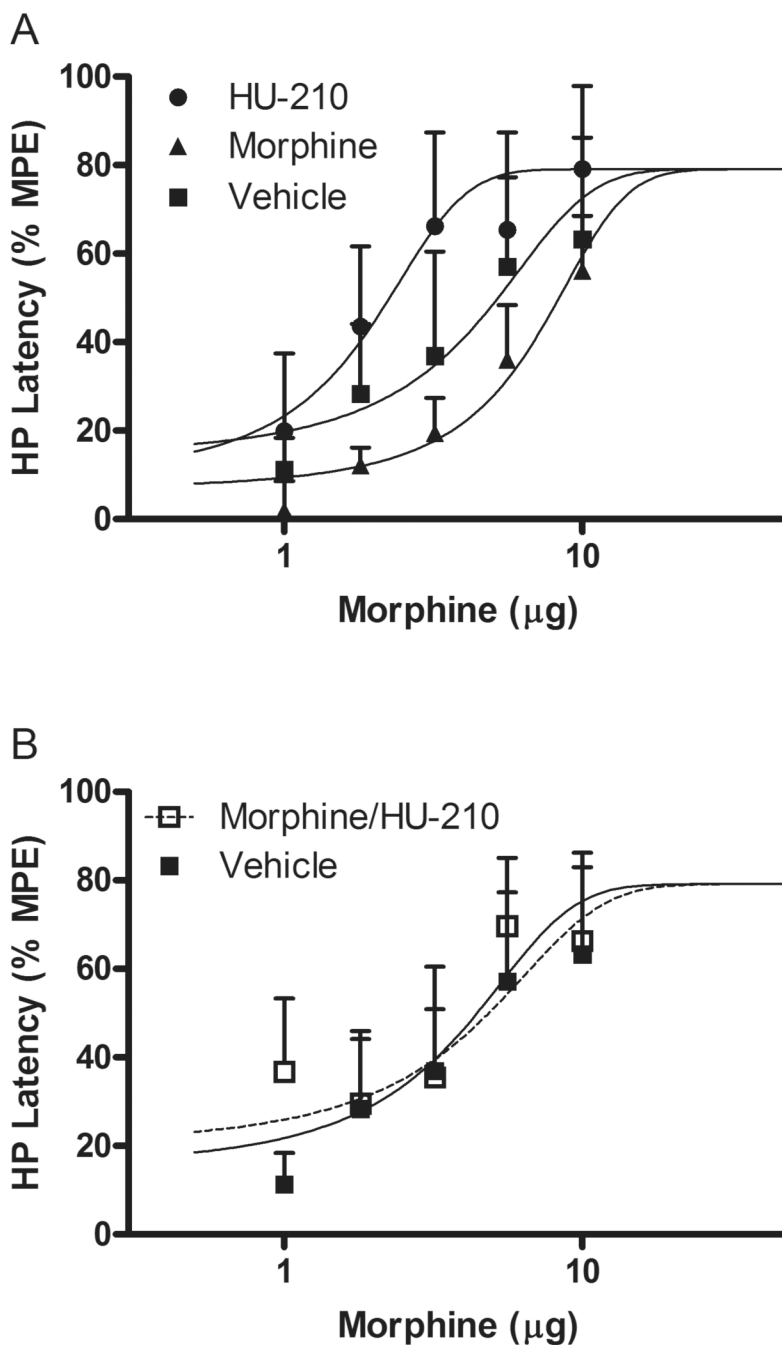 A
HP Latency (% MPE)
100
80
60
40
20
0
HU-210
Morphine
Vehicle
1
10
Morphine (μg)
B
HP Latency (% MPE)
100
80
60
40
20
0
Morphine/HU-210
Vehicle
1
10
Morphine (μg)